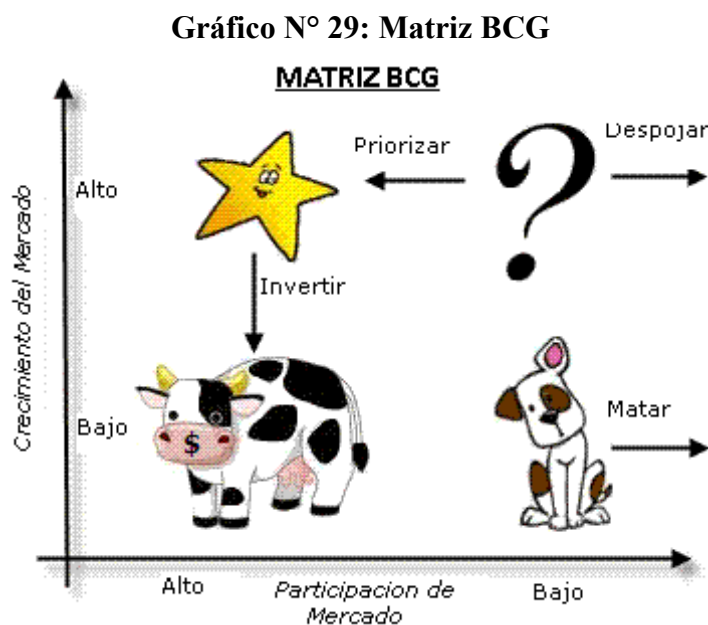 Gráfico N° 29: Matriz BCG
MATRIZ BCG
Crecimiento del Mercado
Alto
Priorizar
Despojar
Invertir
Bajo
$
Matar
Alto
Participacion de
Mercado
Bajo